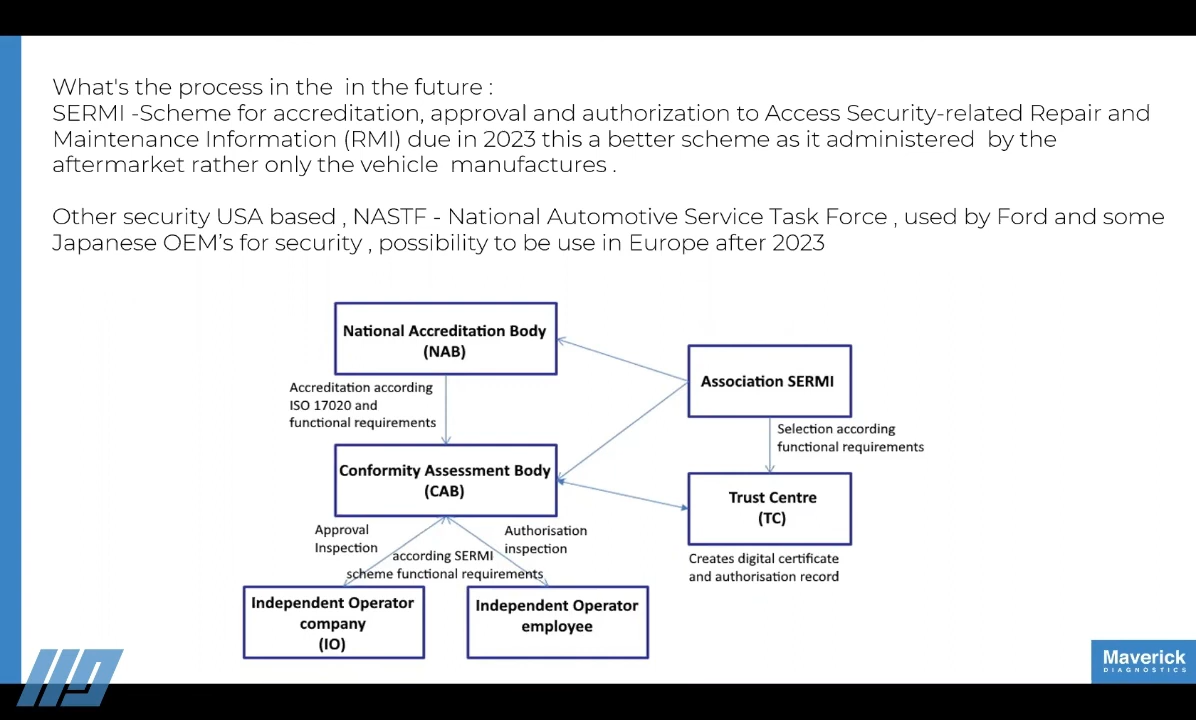 What's the process in the in the future :
SERMI -Scheme for accreditation, approval and authorization to Access Security-related Repair and
Maintenance Information (RMI) due in 2023 this a better scheme as it administered by the
aftermarket rather only the vehicle manufactures .
Other security USA based , NASTF - National Automotive Service Task Force , used by Ford and some
Japanese OEM’s for security , possibility to be use in Europe after 2023
National Accreditation Body
(NAB)
Association SERMI
Accreditation according
ISO 17020 and
functional requirements
Selection according
functional requirements
Conformity Assessment Body
(CAB)
Trust Centre
(TC)
Creates digital certificate
and authorisation record
Approval
Inspection
Authorisation
inspection
according SERMI
scheme functional requirements
Independent Operator
company
(IO)
Independent Operator
employee
Maverick
DIAGNOSTICS